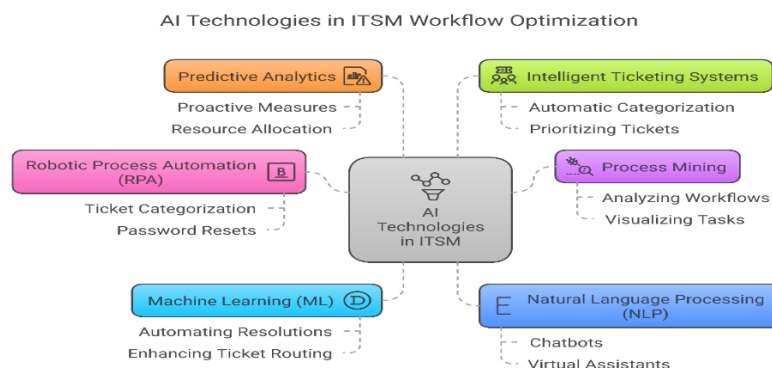 AI Technologies in ITSM Workflow Optimization
Predictive Analytics
Proactive Measures
Resource Allocation
Intelligent Ticketing Systems
Automatic Categorization
Prioritizing Tickets
Robotic Process Automation
(RPA)
B
Ticket Categorization
Password Resets
AI
Technologies
in ITSM
Process Mining
Analyzing Workflows
Visualizing Tasks
Machine Learning (ML)
D
Automating Resolutions
Enhancing Ticket Routing
E
Natural Language Processing
(NLP)
Chatbots
Virtual Assistants